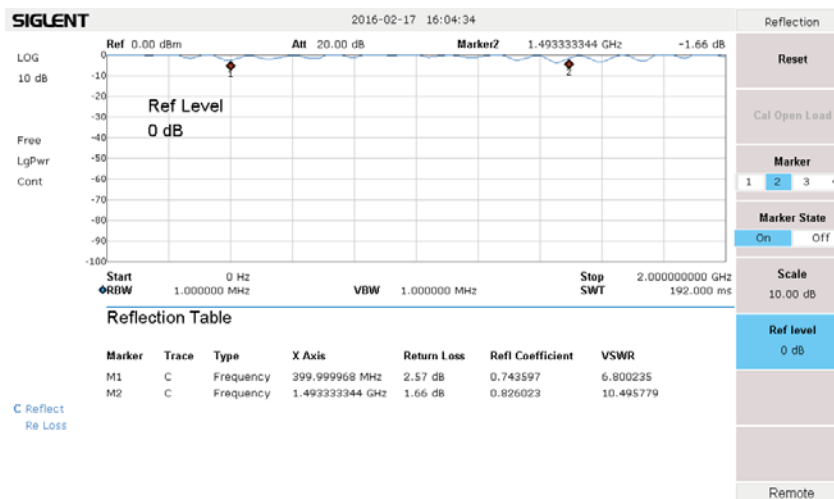 SIGLENT 2016-02-17 16:04:34 Reflection
LOG
10 dB
Free
LgPwr
Cont
Ref 0.00 dBm Att 20.00 dB Marker2 1.493333344 GHz -1.66 dB
0
-10
-20
-30
-40
-50
-60
-70
-80
-90
-100
1
2
Ref Level
0 dB
Start 0 Hz Stop 2.000000000 GHz
RBW 1.000000 MHz VBW 1.000000 MHz SWT 192.000 ms
Reflection Table
Marker Trace Type X Axis Return Loss Refl Coefficient VSWR
M1 C Frequency 399.999968 MHz 2.57 dB 0.743597 6.800235
M2 C Frequency 1.493333344 GHz 1.66 dB 0.826023 10.495779
C Reflect
Re Loss
Reset
Cal Open Load
Marker
1 2 3
Marker State
On Off
Scale
10.00 dB
Ref level
0 dB
Remote